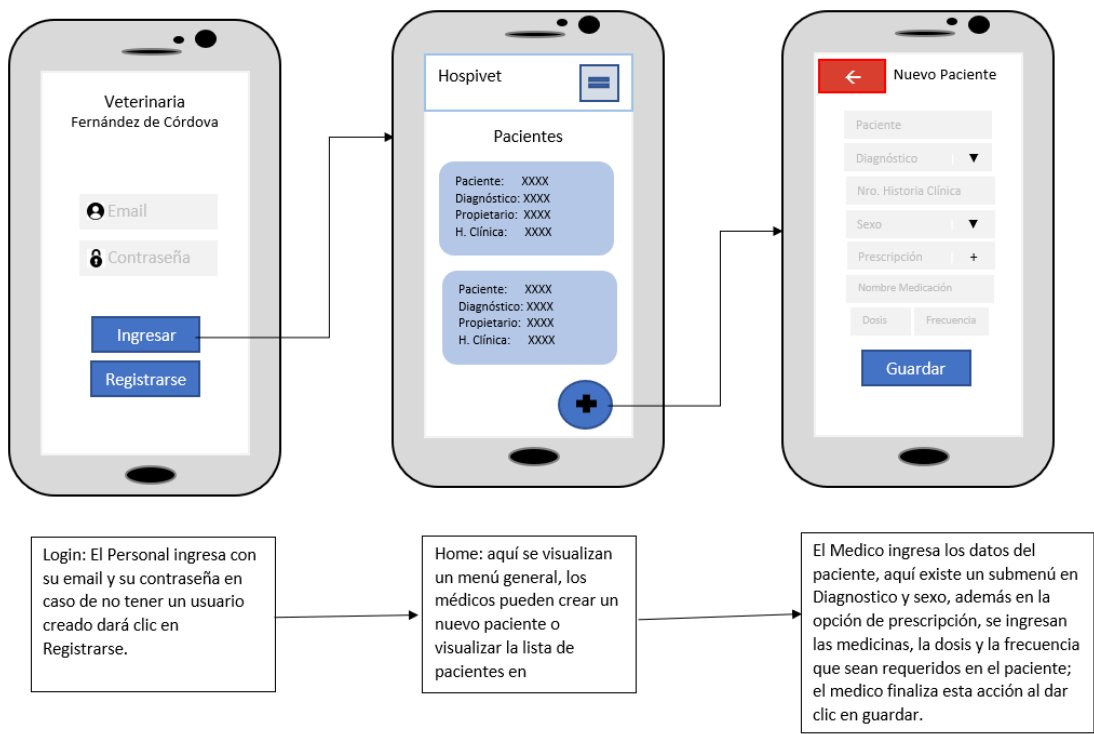 Veterinaria
Fernández de Córdova
Email
Contraseña
Ingresar
Registrarse
Hospivet
Pacientes
Paciente: XXXX
Diagnóstico: XXXX
Propietario: XXXX
H. Clínica: XXXX
Paciente: XXXX
Diagnóstico: XXXX
Propietario: XXXX
H. Clínica: XXXX
Nuevo Paciente
Paciente
Diagnóstico
Nro. Historia Clínica
Sexo
Prescripción +
Nombre Medicación
Dosis Frecuencia
Guardar
Login: El Personal ingresa con
su email y su contraseña en
caso de no tener un usuario
creado dará clic en
Registrarse.
Home: aquí se visualizan
un menú general, los
médicos pueden crear un
nuevo paciente o
visualizar la lista de
pacientes en
El Medico ingresa los datos del
paciente, aquí existe un submenú en
Diagnostico y sexo, además en la
opción de prescripción, se ingresan
las medicinas, la dosis y la frecuencia
que sean requeridos en el paciente;
el medico finaliza esta acción al dar
clic en guardar.